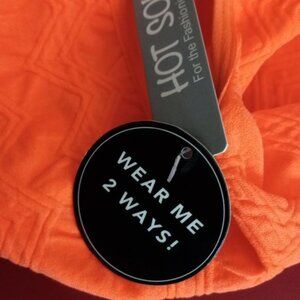 HOT
For the Fashion
WEAR ME
2 WAYS!